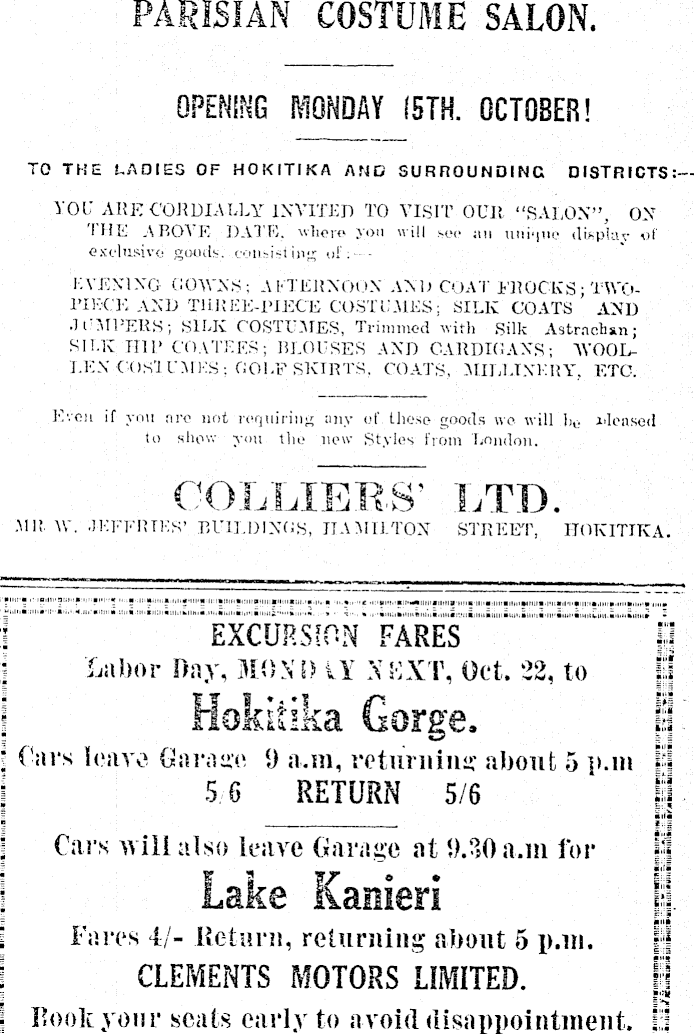 PARISIAN COSTUME SALON.
OPENING MONDAY 15TH. OCTOBER!
TO THE LADIES OF HOKITIKA AND SURROUNDING DISTRICTS:--
YOU ARE CORDIALLY INVITED TO VISIT OUR "SALON", ON
THE ABOVE DATE, where you will see an unique display of
exclusive goods, consisting of:--
EVENING GOWNS; AFTERNOON AND COAT FROCKS; TWO-
PIECE AND THREE-PIECE COSTUMES; SILK COATS AND
JUMPERS; SILK COSTUMES, Trimmed with Silk Astrachan;
SILK HIP COATEES; BLOUSES AND CARDIGANS; WOOL-
LEN COSTUMES; GOLF SKIRTS, COATS, MILLINERY, ETC.
Even if you are not requiring any of these goods we will be pleased
to show you the new Styles from London.
COLLIERS' LTD.
MR W. JEFFRIES' BUILDINGS, HAMILTON STREET, HOKITIKA.
EXCURSION FARES
Labor Day, MONDAY NEXT, Oct. 22, to
Hokitika Gorge.
Cars leave Garage 9 a.m, returning about 5 p.m
5/6 RETURN 5/6
Cars will also leave Garage at 9.30 a.m for
Lake Kanieri
Fares 4/- Return, returning about 5 p.m.
CLEMENTS MOTORS LIMITED.
Book your seats early to avoid disappointment.